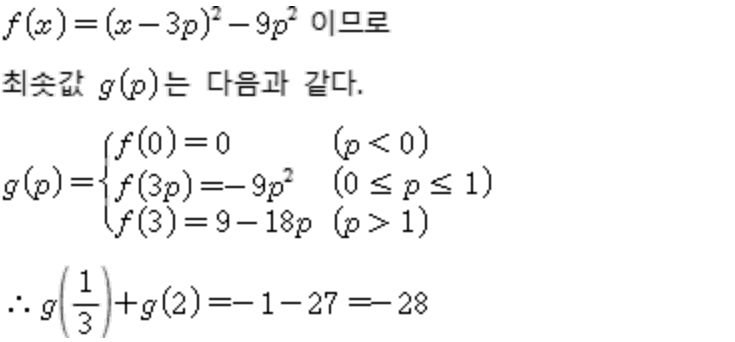 f(x)=(x-3p)²-9p² 이므로
최솟값 g(p)는 다음과 같다.
g(p)={f(0)=0 (p<0)
f(3p)=-9p² (0≤p≤1)
f(3)=9-18p (p>1)
∴ g(1/3)+g(2)=-1-27=-28